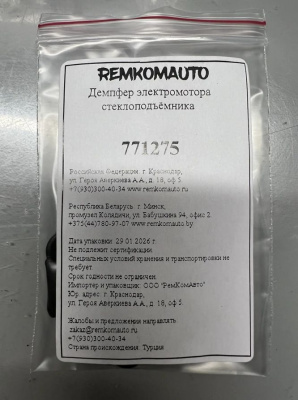 REMKOMAUTO
Демпфер электромотора
стеклоподъёмника
771275
Российская Федерация: г. Краснодар,
ул. Героя Аверкиева А.А., д. 18, оф.5
+7(930)300-40-34 www.remkomauto.ru
Республика Беларусь: г. Минск,
промузел Колядичи, ул. Бабушкина 94, офис 2
+375(44)780-97-07 www.remkomauto.by
Дата упаковки: 29.01.2026 г.
Не подлежит сертификации.
Специальных условий хранения и транспортировки не
требует
Срок годности не ограничен.
Импортер и упаковщик: ООО "РемКомАвто"
Юр. адрес: г. Краснодар,
ул. Героя Аверкиева А.А., д. 18, оф.5.
Жалобы и предложения направлять:
zakaz@remkomauto.ru
+7(930)300-40-34
Страна происхождения: Турция